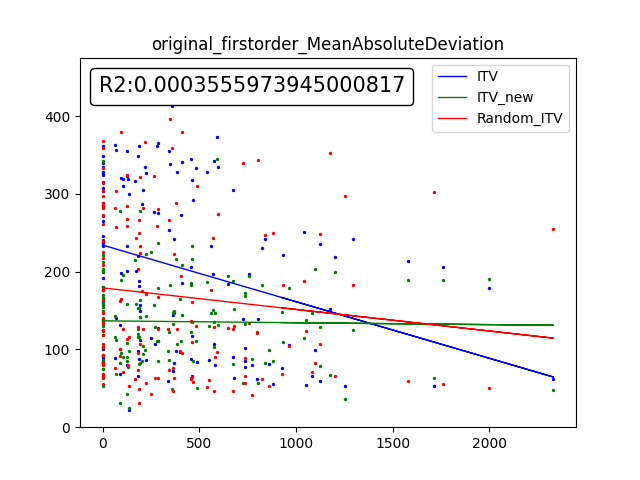 original_firstorder_MeanAbsoluteDeviation
R2:0.0003555973945000817
ITV
ITV_new
Random_ITV
400
300
200
100
0
0 500 1000 1500 2000